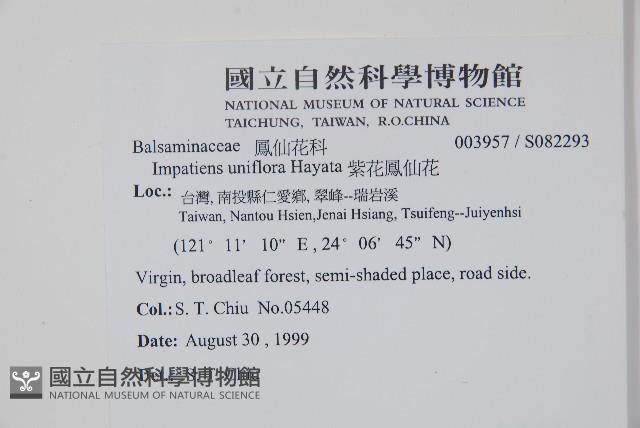 國立自然科學博物館
NATIONAL MUSEUM OF NATURAL SCIENCE
TAICHUNG, TAIWAN, R.O.CHINA
003957 / S082293
Balsaminaceae 鳳仙花科
Impatiens uniflora Hayata 紫花鳳仙花
Loc.: 台灣, 南投縣仁愛鄉, 翠峰--瑞岩溪
Taiwan, Nantou Hsien,Jenai Hsiang, Tsuifeng--Juiyenhsi
(121° 11' 10" E , 24° 06' 45" N)
Virgin, broadleaf forest, semi-shaded place, road side.
Col.: S. T. Chiu No.05448
Date: August 30 , 1999
國立自然科學博物館
NATIONAL MUSEUM OF NATURAL SCIENCE